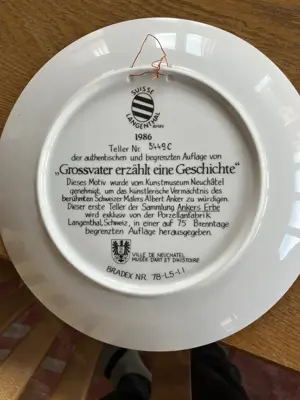 SUISSE
LANGENTHAL
1986
Teller Nr. 5449C
der authentischen und begrenzten Auflage von
„Grossvater erzählt eine Geschichte"
Dieses Motiv wurde vom Kunstmuseum Neuchâtel
genehmigt, um das künstlerische Vermächtnis des
berühmten Schweizer Malers Albert Anker zu würdigen.
Dieser erste Teller der Sammlung Ankers Erbe
wird exklusiv von der Porzellanfabrik
Langenthal, Schweiz, in einer auf 75 Brenntage
begrenzten Auflage herausgegeben.
VILLE DE NEUCHATEL
MUSÉE D'ART ET D'HISTOIRE
BRADEX NR. 78-L5-1.1